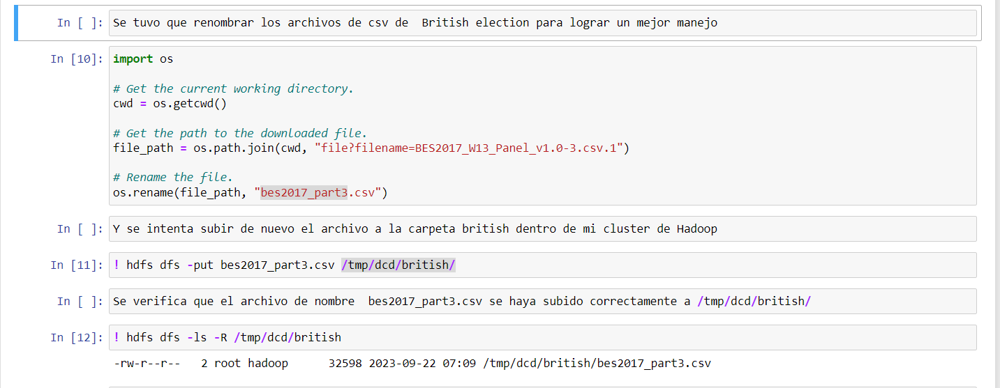 In [ ]: Se tuvo que renombrar los archivos de csv de  British election para lograr un mejor manejo
In [10]: import os
# Get the current working directory.
cwd = os.getcwd()
# Get the path to the downloaded file.
file_path = os.path.join(cwd, "file?filename=BES2017_W13_Panel_v1.0-3.csv.1")
# Rename the file.
os.rename(file_path, "bes2017_part3.csv")
In [ ]: Y se intenta subir de nuevo el archivo a la carpeta british dentro de mi cluster de Hadoop
In [11]: ! hdfs dfs -put bes2017_part3.csv /tmp/dcd/british/
In [ ]: Se verifica que el archivo de nombre  bes2017_part3.csv se haya subido correctamente a /tmp/dcd/british/
In [12]: ! hdfs dfs -ls -R /tmp/dcd/british
-rw-r--r--   2 root hadoop      32598 2023-09-22 07:09 /tmp/dcd/british/bes2017_part3.csv